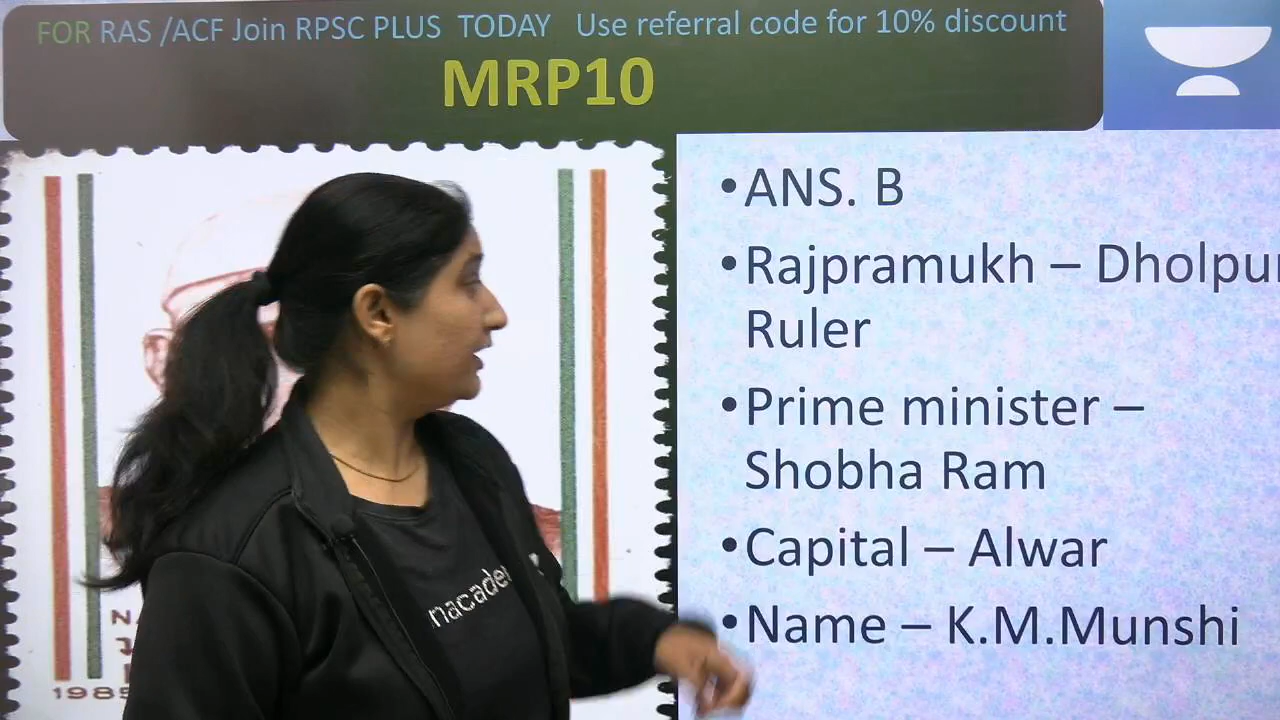 FOR RAS /ACF Join RPSC PLUS TODAY Use referral code for 10% discount
MRP10
•ANS. B
•Rajpramukh – Dholpur
Ruler
•Prime minister –
Shobha Ram
•Capital – Alwar
•Name – K.M.Munshi
nacade
N
J
1985